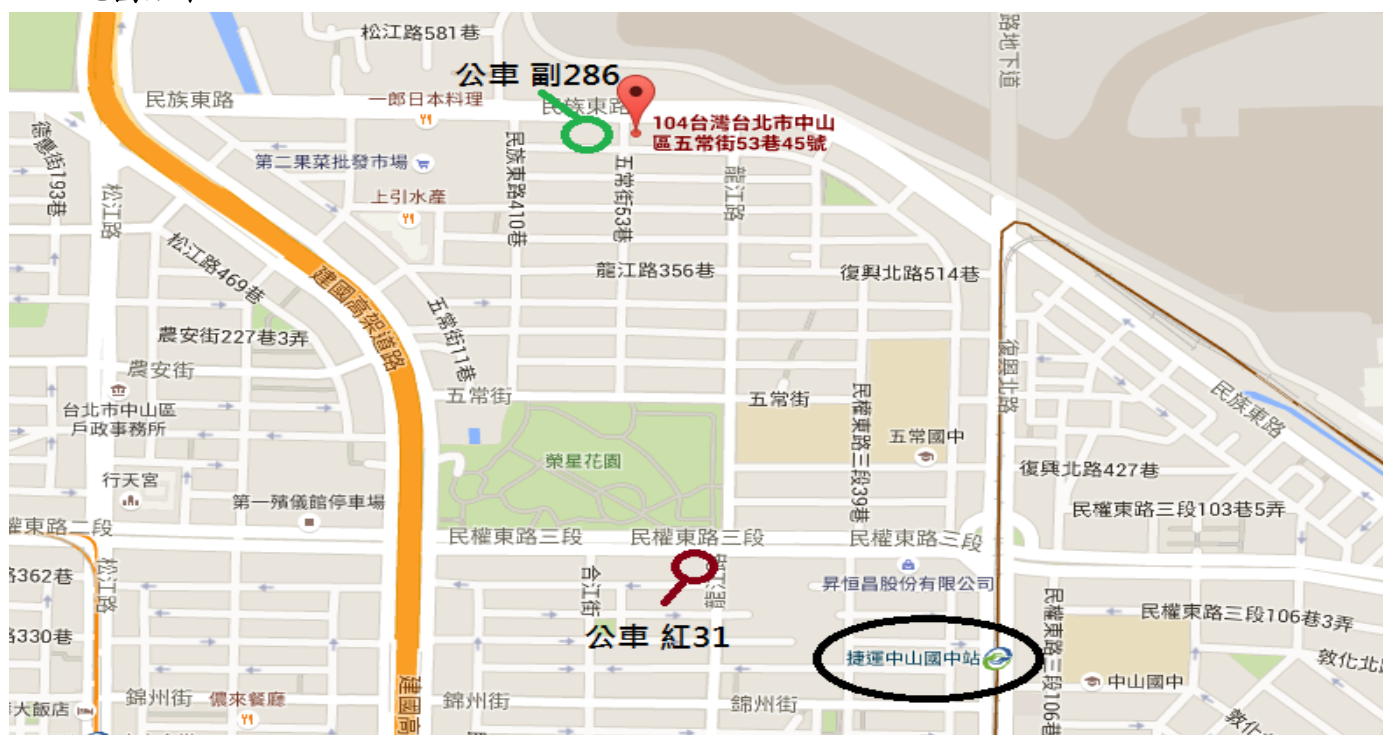 松江路581巷
路地下道
公車 副286
民族東路
一郎日本料理
民族東路
104台灣台北市中山
區五常街53巷45號
德惠街193巷
松江路
第二果菜批發市場
民族東路410巷
五常街53巷
龍江路
上引水產
松江路469巷
建國高架道路
龍江路356巷
復興北路514巷
農安街227巷3弄
五常街11巷
農安街
復興北路
民族東路
台北市中山區
戶政事務所
五常街
五常街
民權東路三段39巷
五常國中
榮星花園
復興北路427巷
行天宮
第一殯儀館停車場
民權東路三段103巷5弄
權東路二段
民權東路三段
民權東路三段
民權東路三段
362巷
松江路
合江街
龍江
昇恒昌股份有限公司
民權東路三段106巷
民權東路三段106巷3弄
330巷
公車 紅31
捷運中山國中站
敦化北
中山國中
大飯店
錦州街
儂來餐廳
建國高
錦州街
錦州街
敦化